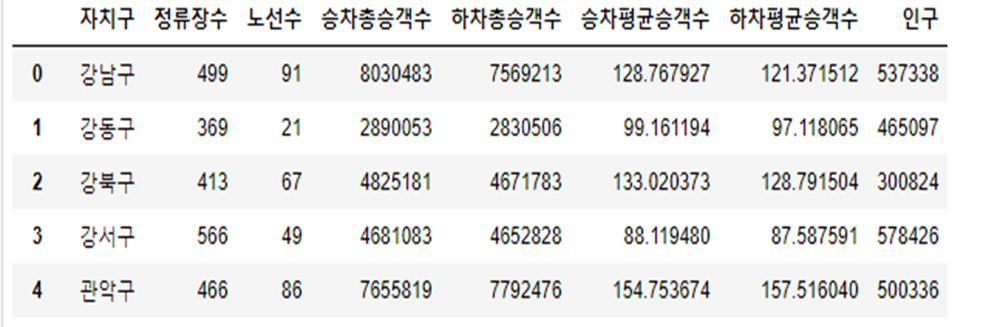 자치구 정류장수 노선수 승차총승객수 하차총승객수 승차평균승객수 하차평균승객수 인구
0 강남구 499 91 8030483 7569213 128.767927 121.371512 537338
1 강동구 369 21 2890053 2830506 99.161194 97.118065 465097
2 강북구 413 67 4825181 4671783 133.020373 128.791504 300824
3 강서구 566 49 4681083 4652828 88.119480 87.587591 578426
4 관악구 466 86 7655819 7792476 154.753674 157.516040 500336